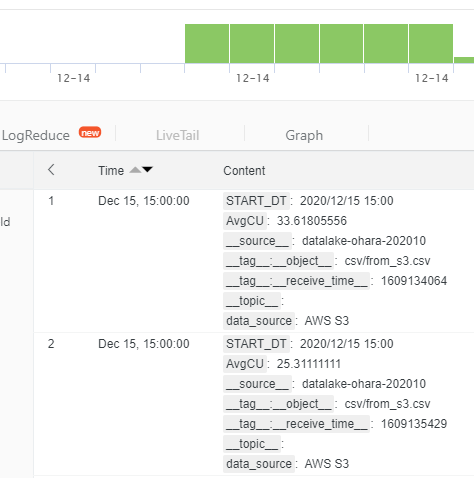 12-14 12-14 12-14
LogReduce new LiveTail Graph
Time Content
ld
1 Dec 15, 15:00:00 START_DT: 2020/12/15 15:00
AvgCU: 33.61805556
__source__: datalake-ohara-202010
__tag__:__object__: csv/from_s3.csv
__tag__:__receive_time__: 1609134064
__topic__:
data_source: AWS S3
2 Dec 15, 15:00:00 START_DT: 2020/12/15 15:00
AvgCU: 25.31111111
__source__: datalake-ohara-202010
__tag__:__object__: csv/from_s3.csv
__tag__:__receive_time__: 1609135429
__topic__:
data_source: AWS S3